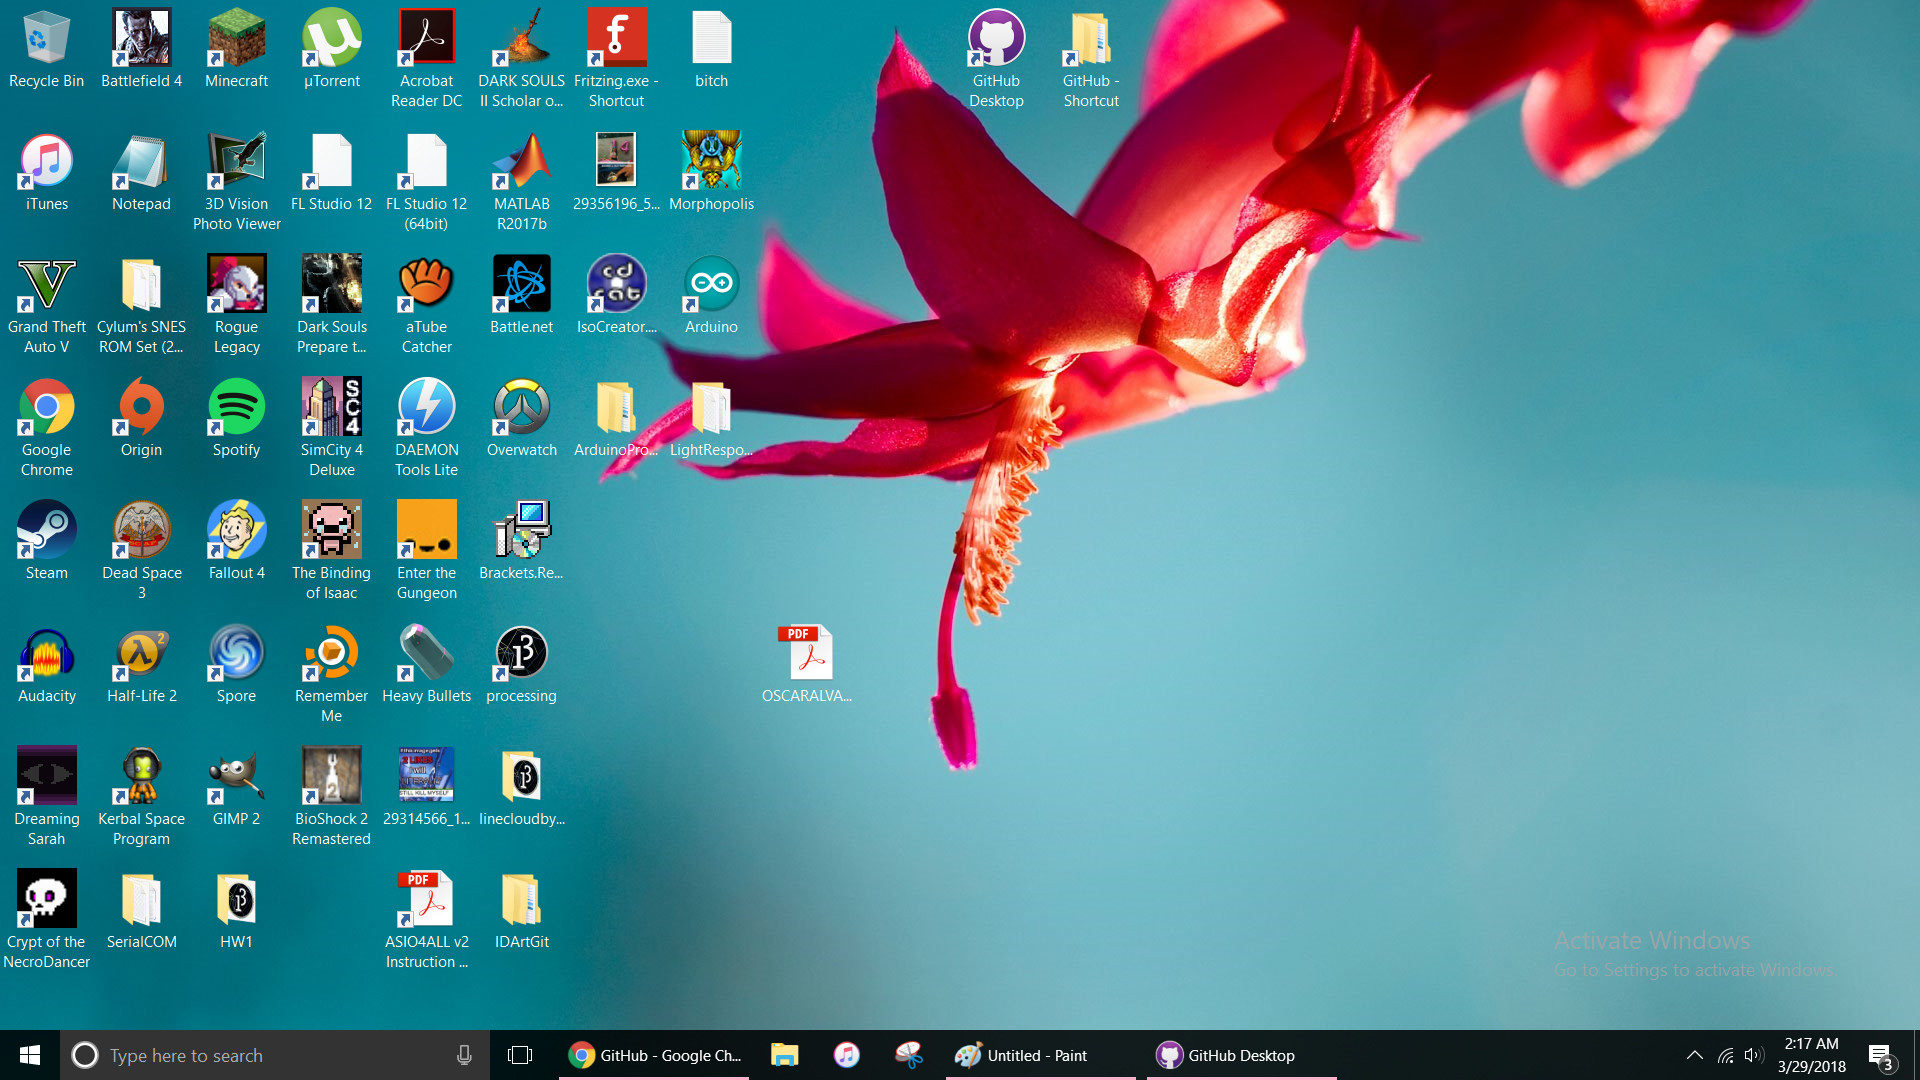 Recycle Bin
Battlefield 4
Minecraft
µTorrent
Acrobat
Reader DC
DARK SOULS
II Scholar o...
Fritzing.exe -
Shortcut
bitch
GitHub
Desktop
GitHub -
Shortcut
iTunes
Notepad
3D Vision
Photo Viewer
FL Studio 12
FL Studio 12
(64bit)
MATLAB
R2017b
29356196_5...
Morphopolis
Grand Theft
Auto V
Cylum's SNES
ROM Set (2...
Rogue
Legacy
Dark Souls
Prepare t...
aTube
Catcher
Battle.net
IsoCreator....
Arduino
Google
Chrome
Origin
Spotify
SimCity 4
Deluxe
DAEMON
Tools Lite
Overwatch
ArduinoPro...
LightRespo...
Steam
Dead Space
3
Fallout 4
The Binding
of Isaac
Enter the
Gungeon
Brackets.Re...
Audacity
Half-Life 2
Spore
Remember
Me
Heavy Bullets
processing
PDF
OSCARALVA...
Dreaming
Sarah
Kerbal Space
Program
GIMP 2
BioShock 2
Remastered
29314566_1...
linecloudby...
Crypt of the
NecroDancer
SerialCOM
HW1
PDF
ASIO4ALL v2
Instruction ...
IDArtGit
Activate Windows
Go to Settings to activate Windows.
Type here to search
GitHub - Google Ch...
Untitled - Paint
GitHub Desktop
2:17 AM
3/29/2018
3